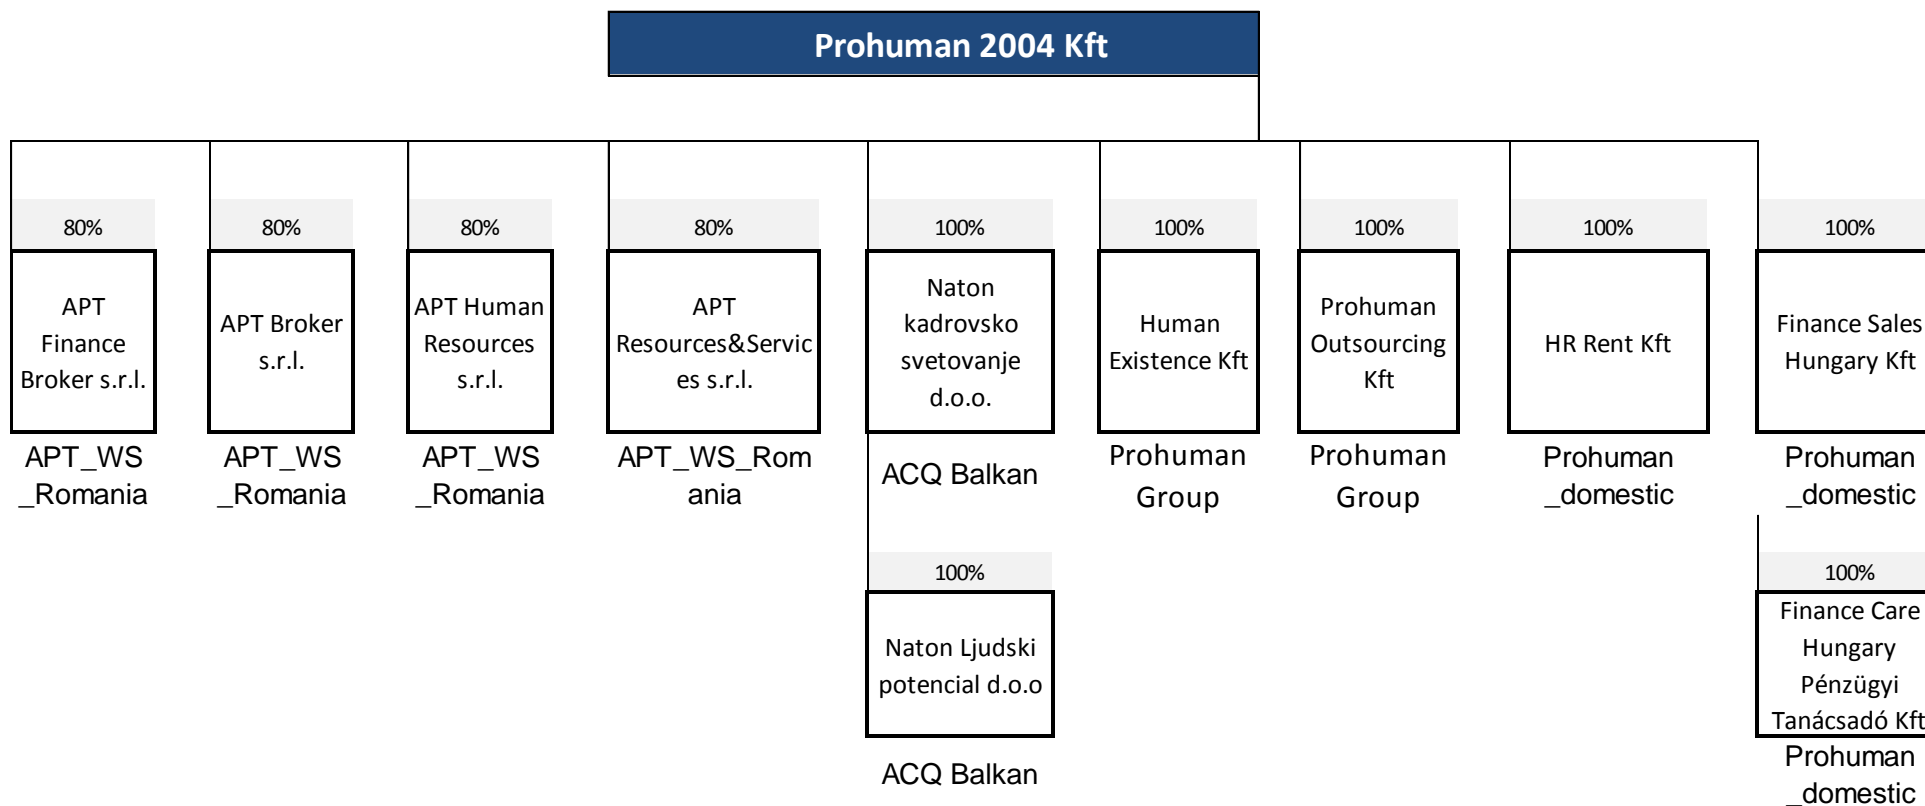 Prohuman 2004 Kft
80%
80%
80%
80%
100%
100%
100%
100%
100%
APT
Finance
Broker s.r.l.
APT Broker
s.r.l.
APT Human
Resources
s.r.l.
APT
Resources&Servic
es s.r.l.
Naton
kadrovsko
svetovanje
d.o.o.
Human
Existence Kft
Prohuman
Outsourcing
Kft
HR Rent Kft
Finance Sales
Hungary Kft
APT_WS
_Romania
APT_WS
_Romania
APT_WS
_Romania
APT_WS_Rom
ania
ACQ Balkan
Prohuman
Group
Prohuman
Group
Prohuman
_domestic
Prohuman
_domestic
100%
100%
Naton Ljudski
potencial d.o.o
Finance Care
Hungary
Pénzügyi
Tanácsadó Kft
ACQ Balkan
Prohuman
_domestic